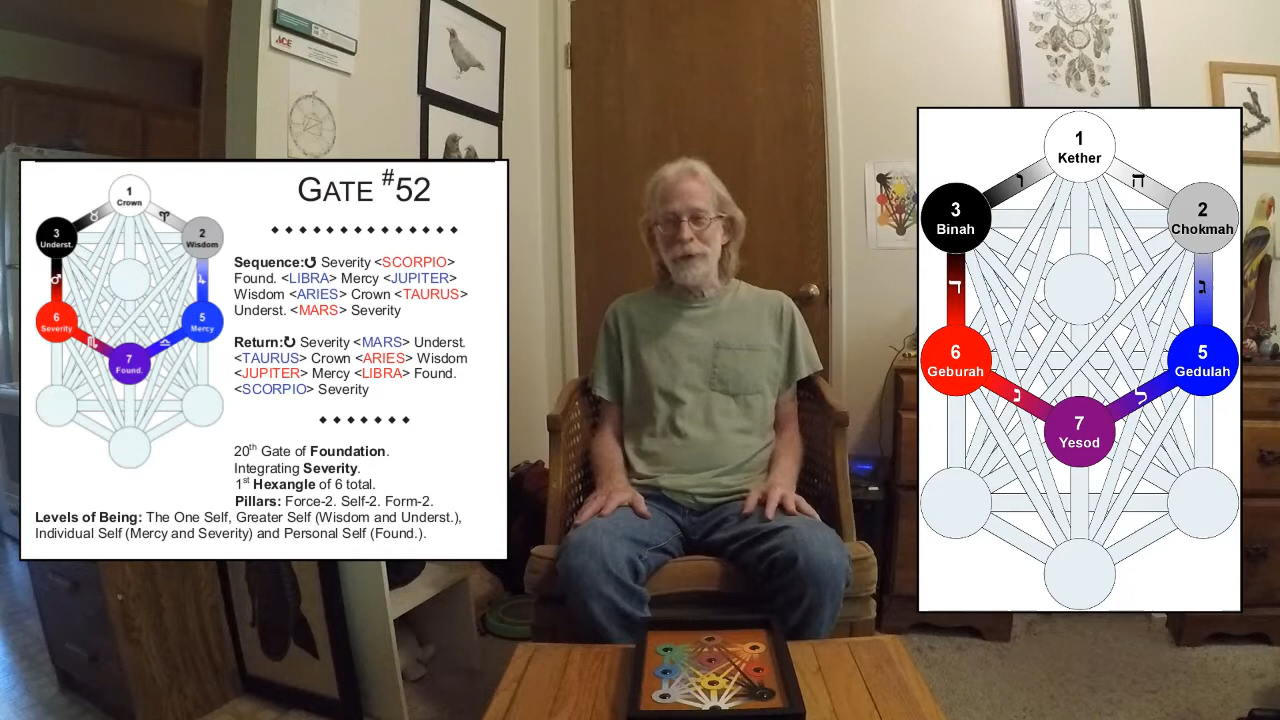 ACE
GATE #52
1
Crown
♉
♈
3
Underst.
2
Wisdom
♂
♃
6
Severity
5
Mercy
♏
♎
7
Found.
Sequence:↺ Severity <SCORPIO>
Found. <LIBRA> Mercy <JUPITER>
Wisdom <ARIES> Crown <TAURUS>
Underst. <MARS> Severity
Return:↻ Severity <MARS> Underst.
<TAURUS> Crown <ARIES> Wisdom
<JUPITER> Mercy <LIBRA> Found.
<SCORPIO> Severity
20th Gate of Foundation.
Integrating Severity.
1st Hexangle of 6 total.
Pillars: Force-2. Self-2. Form-2.
Levels of Being: The One Self, Greater Self (Wisdom and Underst.),
Individual Self (Mercy and Severity) and Personal Self (Found.).
1
Kether
ו
ה
3
Binah
2
Chokmah
ד
ג
6
Geburah
5
Gedulah
נ
ל
7
Yesod